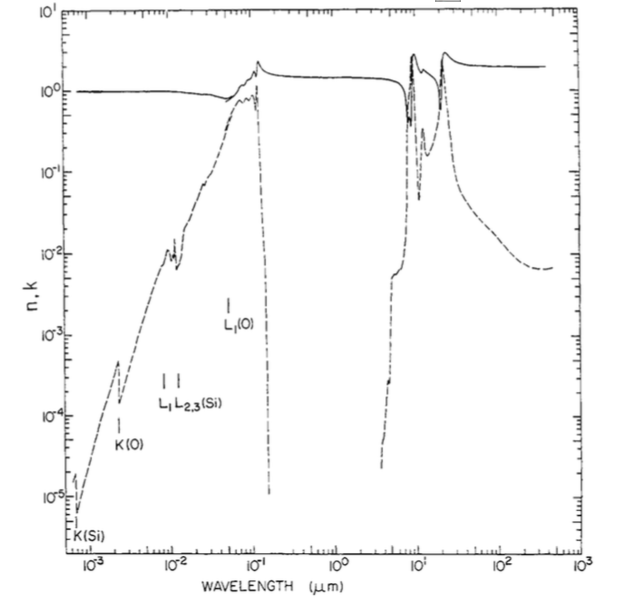 10¹
10⁰
10⁻¹
10⁻²
10⁻³
10⁻⁴
10⁻⁵
n, k
L₁(O)
L₁ L₂,₃(Si)
K(O)
K(Si)
10⁻³ 10⁻² 10⁻¹ 10⁰ 10¹ 10² 10³
WAVELENGTH (μm)